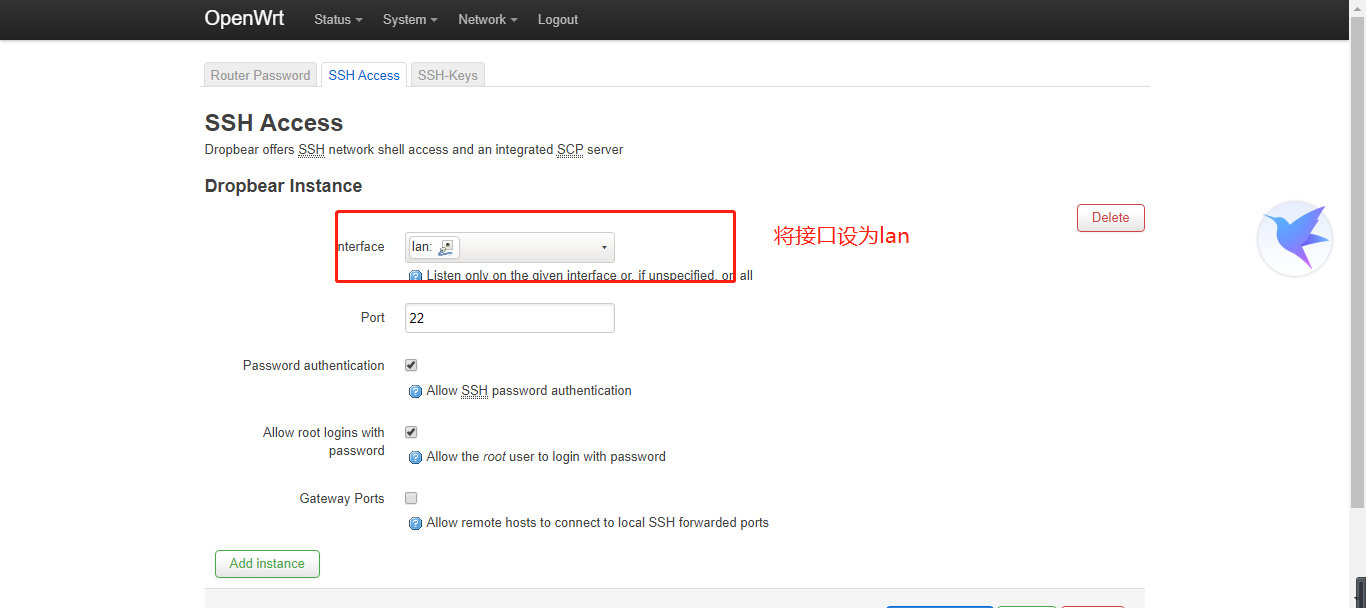 OpenWrt Status System Network Logout
Router Password SSH Access SSH-Keys
SSH Access
Dropbear offers SSH network shell access and an integrated SCP server
Dropbear Instance
Delete
nterface lan: 将接口设为lan
Listen only on the given interface or, if unspecified, on all
Port 22
Password authentication
Allow SSH password authentication
Allow root logins with
password
Allow the root user to login with password
Gateway Ports
Allow remote hosts to connect to local SSH forwarded ports
Add instance